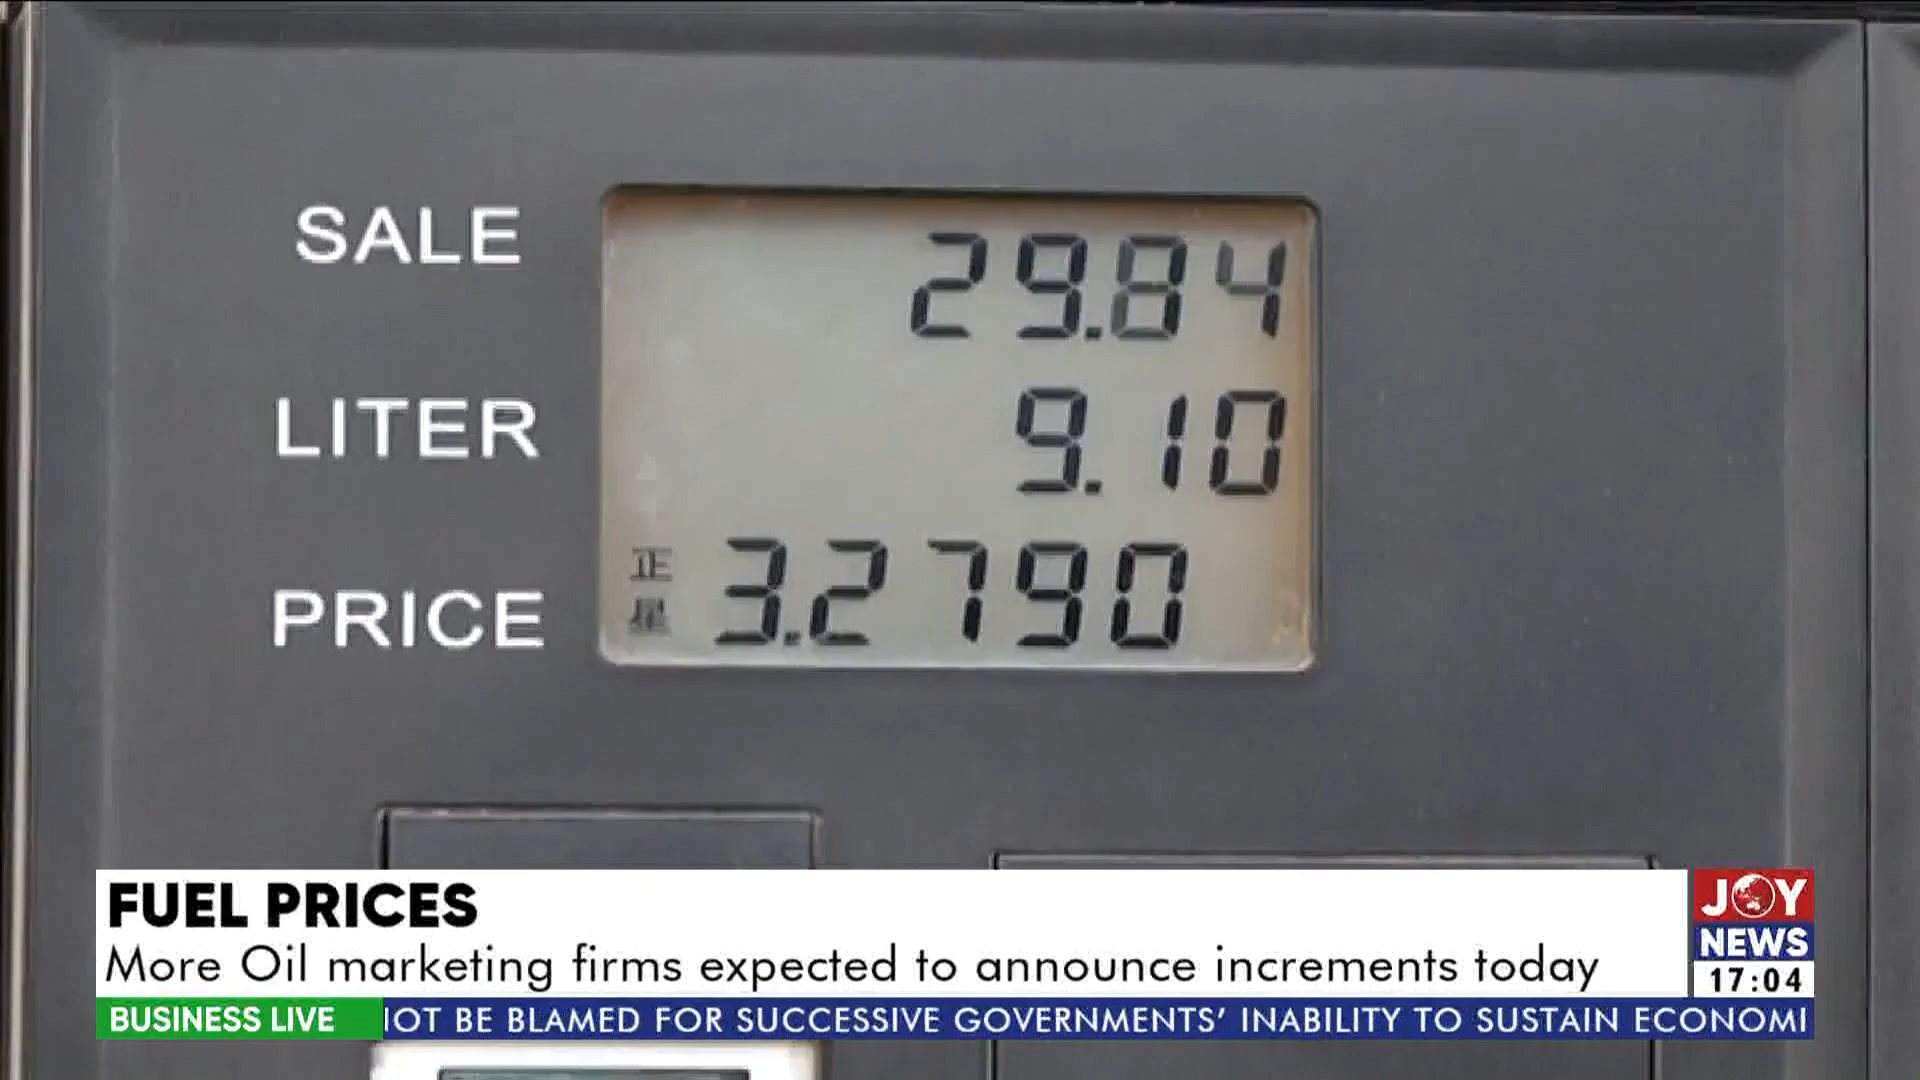 SALE 29.84
LITER 9.10
PRICE 3.2790
FUEL PRICES
More Oil marketing firms expected to announce increments today
JOY
NEWS
17:04
BUSINESS LIVE
OT BE BLAMED FOR SUCCESSIVE GOVERNMENTS' INABILITY TO SUSTAIN ECONOMI